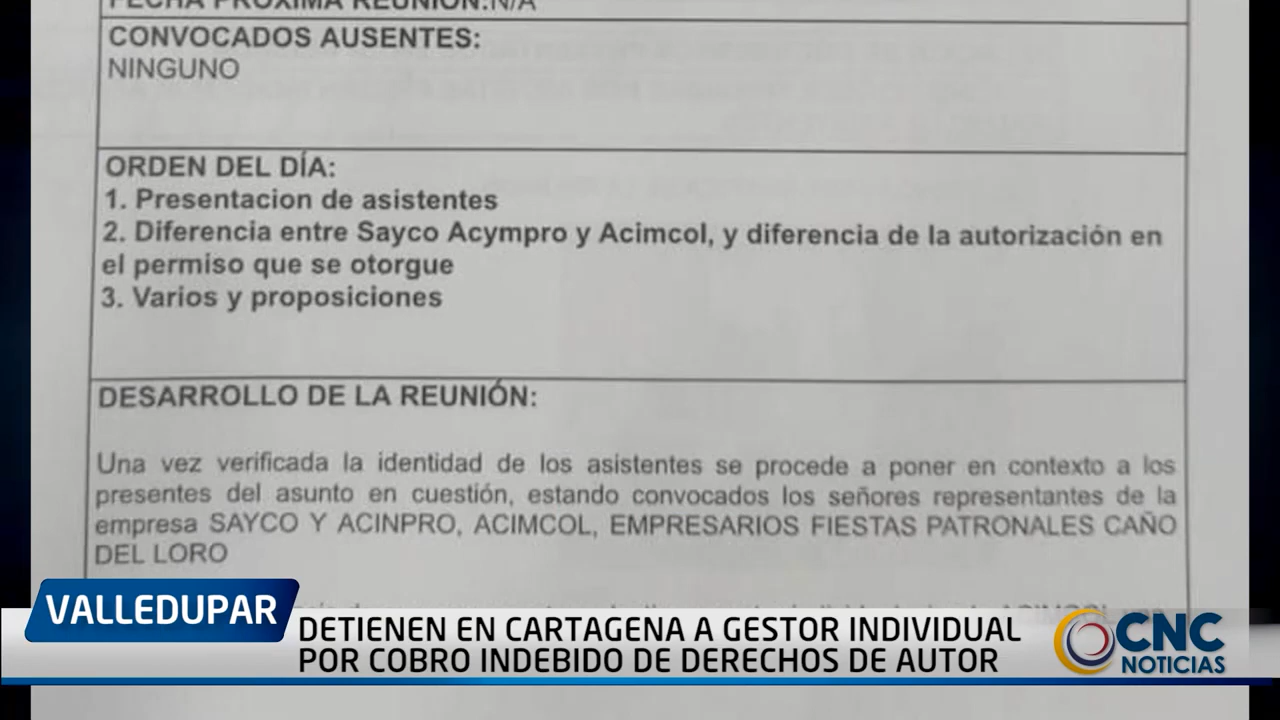 FECHA PRÓXIMA REUNIÓN:N/A
CONVOCADOS AUSENTES:
NINGUNO
ORDEN DEL DÍA:
1. Presentacion de asistentes
2. Diferencia entre Sayco Acympro y Acimcol, y diferencia de la autorización en
el permiso que se otorgue
3. Varios y proposiciones
DESARROLLO DE LA REUNIÓN:
Una vez verificada la identidad de los asistentes se procede a poner en contexto a los
presentes del asunto en cuestión, estando convocados los señores representantes de la
empresa SAYCO Y ACINPRO, ACIMCOL, EMPRESARIOS FIESTAS PATRONALES CAÑO
DEL LORO
VALLEDUPAR
DETIENEN EN CARTAGENA A GESTOR INDIVIDUAL
POR COBRO INDEBIDO DE DERECHOS DE AUTOR
CNC
NOTICIAS